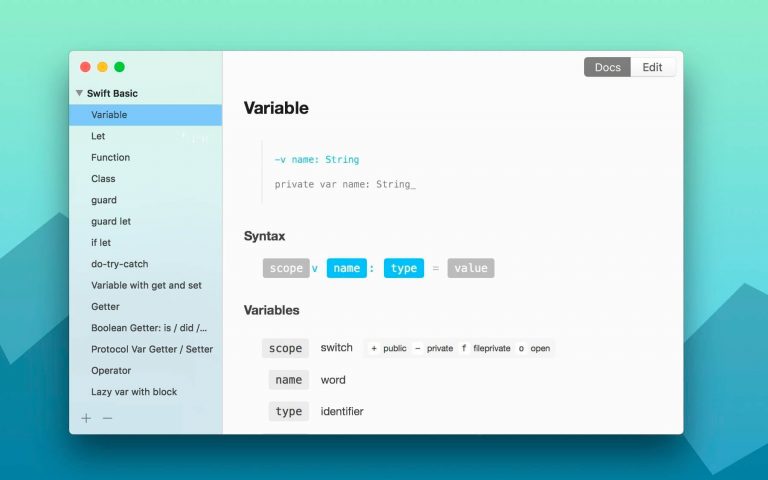 Docs Edit
Swift Basic
Variable
Let
Function
Class
guard
guard let
if let
do-try-catch
Variable with get and set
Getter
Boolean Getter: is / did /...
Protocol Var Getter / Setter
Operator
Lazy var with block
+ −
Variable
-v name: String
private var name: String_
Syntax
scope v name : type = value
Variables
scope switch + public − private f fileprivate o open
name word
type identifier